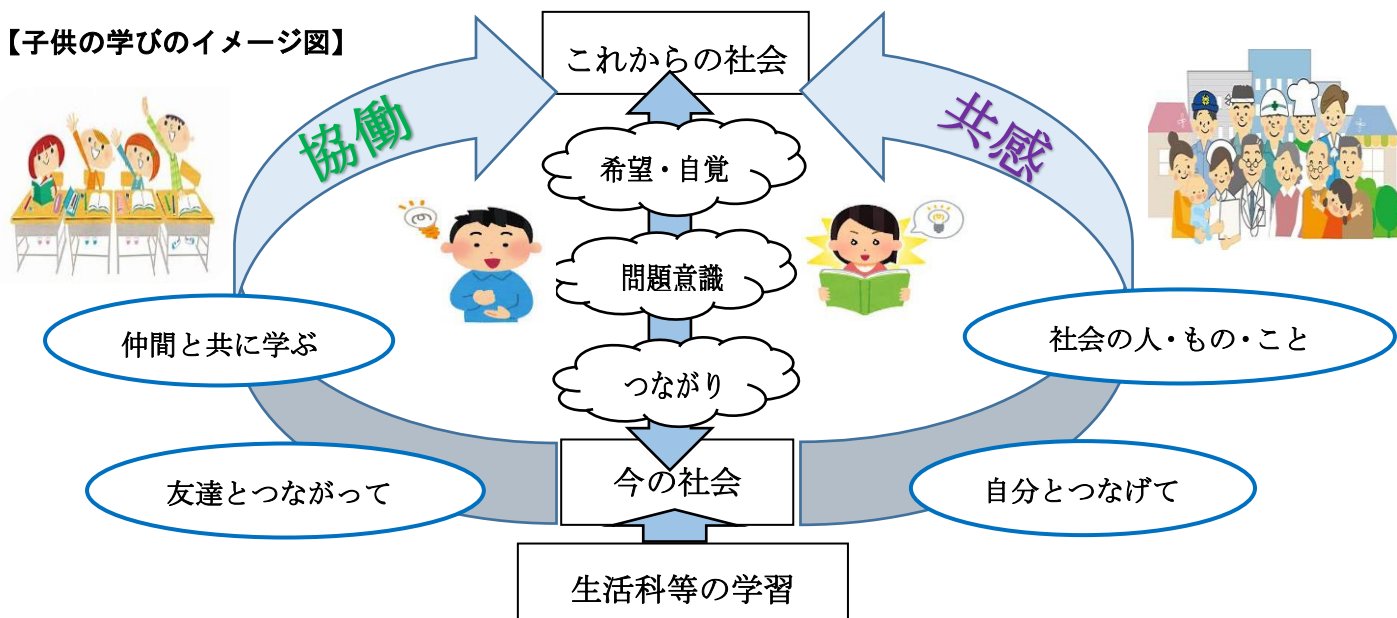 【子供の学びのイメージ図】
これからの社会
協働
共感
希望・自覚
問題意識
つながり
仲間と共に学ぶ
社会の人・もの・こと
友達とつながって
今の社会
自分とつなげて
生活科等の学習